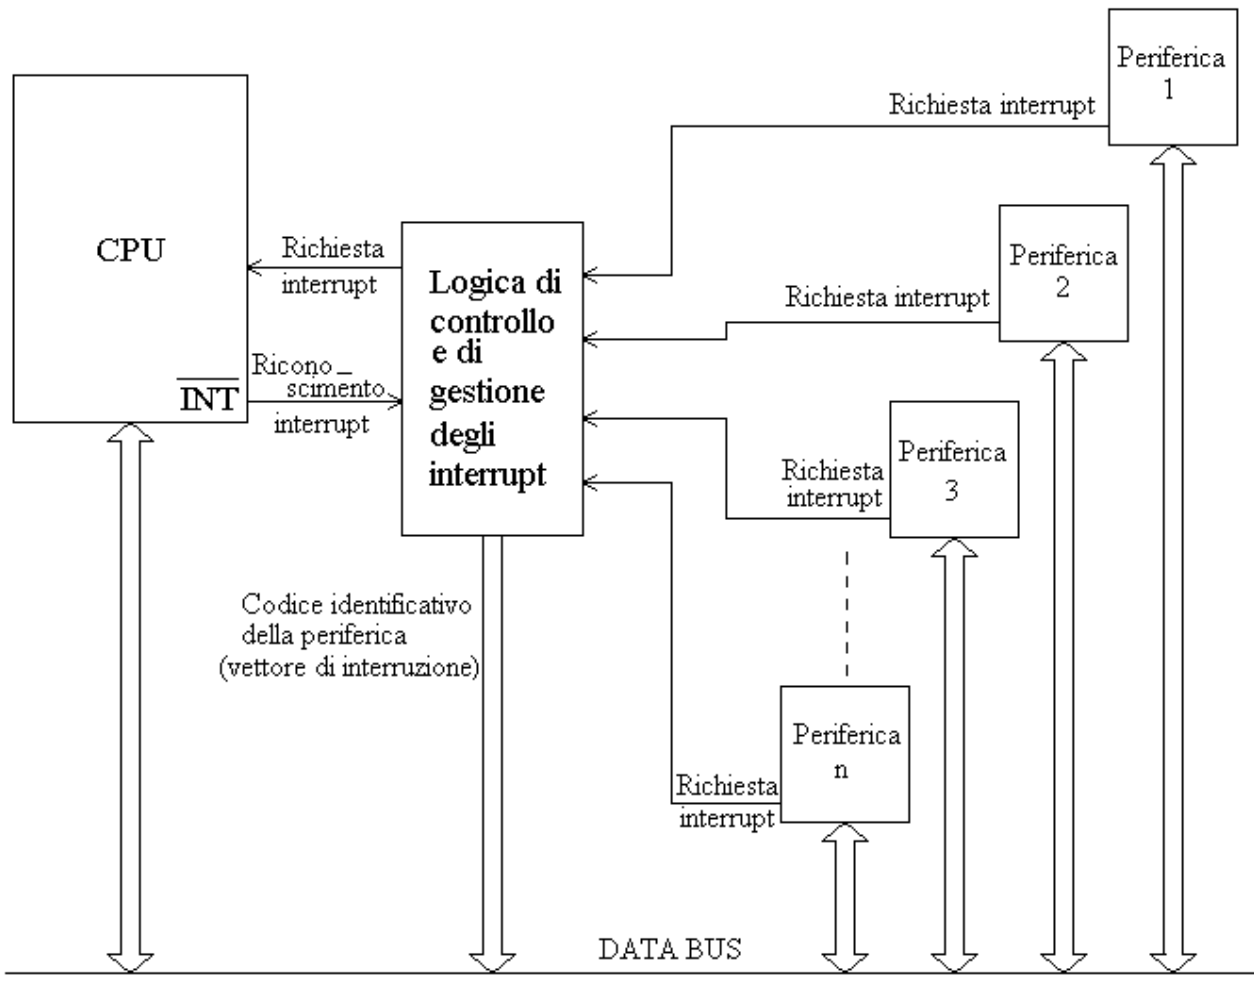 Periferica
1
Richiesta interrupt
CPU
Richiesta
interrupt
Logica di
controllo
e di
gestione
degli
interrupt
Periferica
2
Richiesta interrupt
Ricono_
scimento
interrupt
INT
Periferica
3
Richiesta
interrupt
Codice identificativo
della periferica
(vettore di interruzione)
Periferica
n
Richiesta
interrupt
DATA BUS